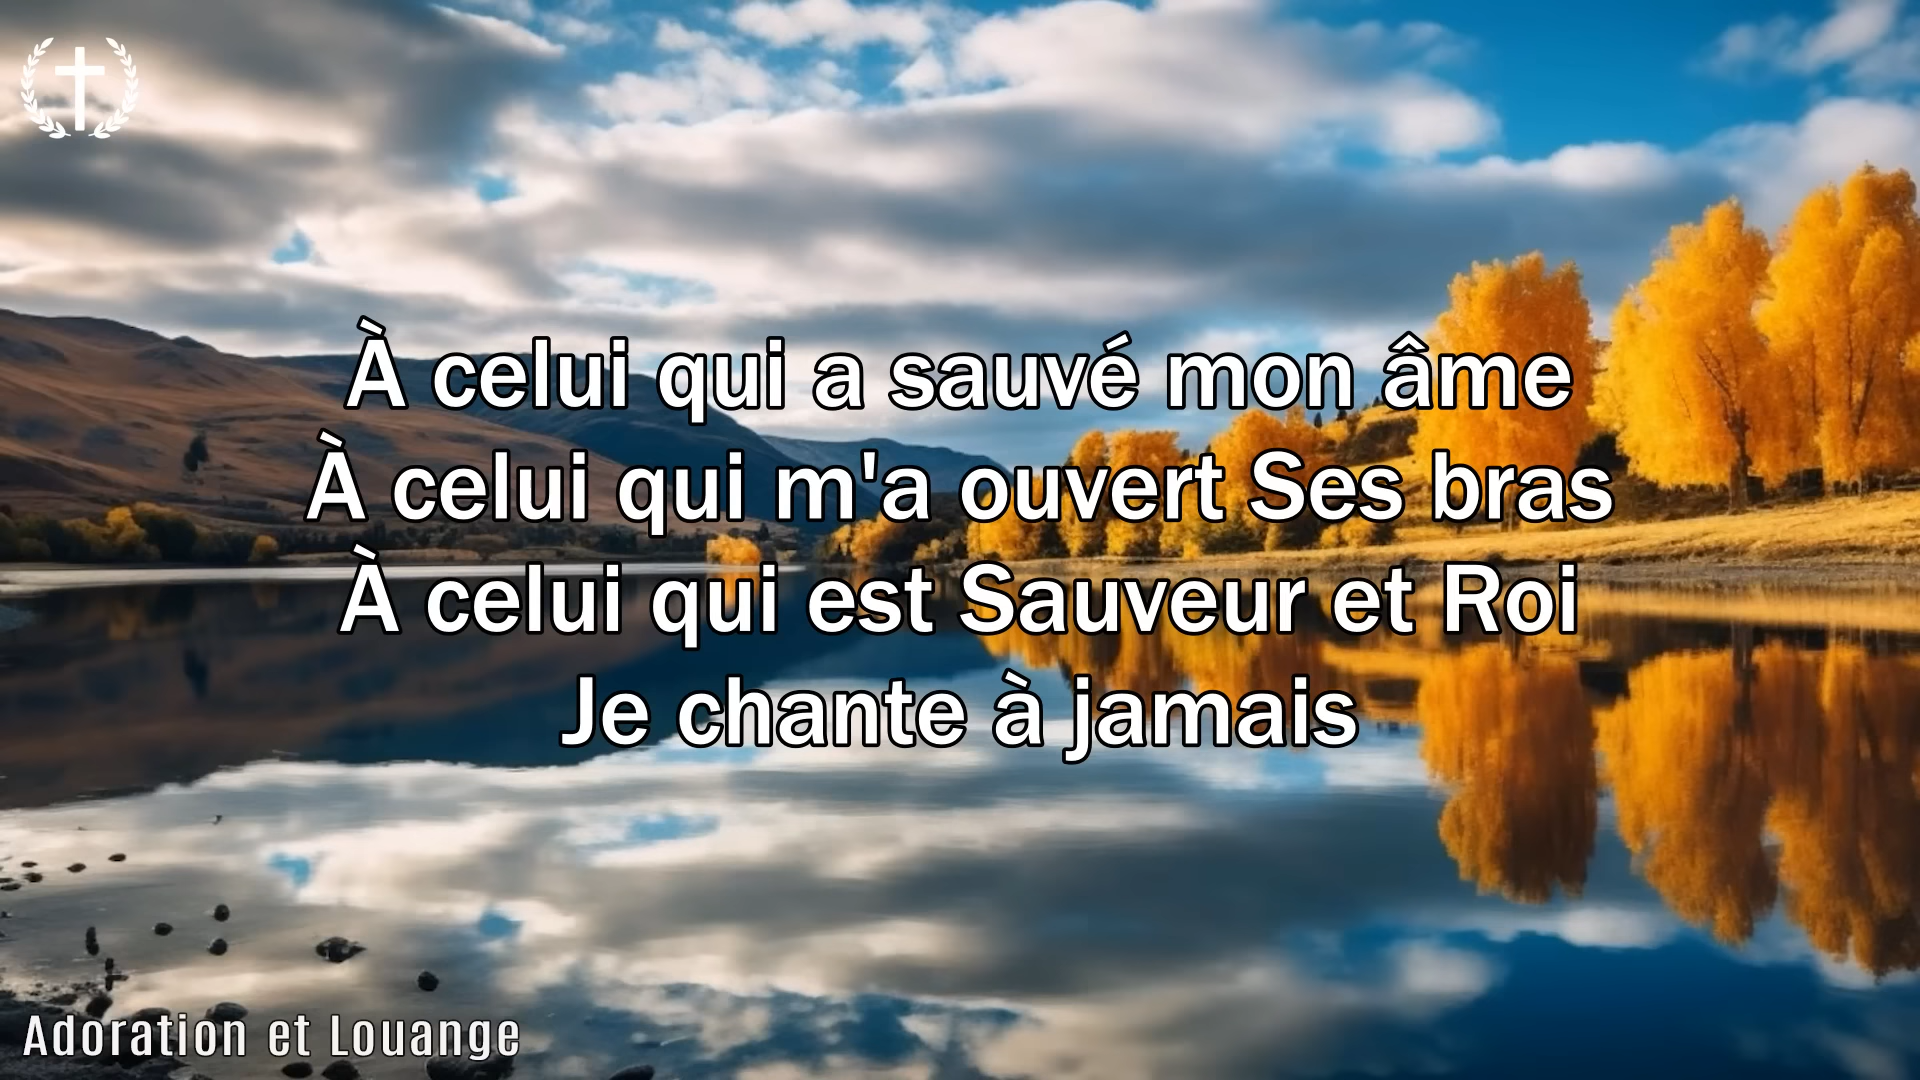 À celui qui a sauvé mon âme
À celui qui m'a ouvert Ses bras
À celui qui est Sauveur et Roi
Je chante à jamais
Adoration et Louange